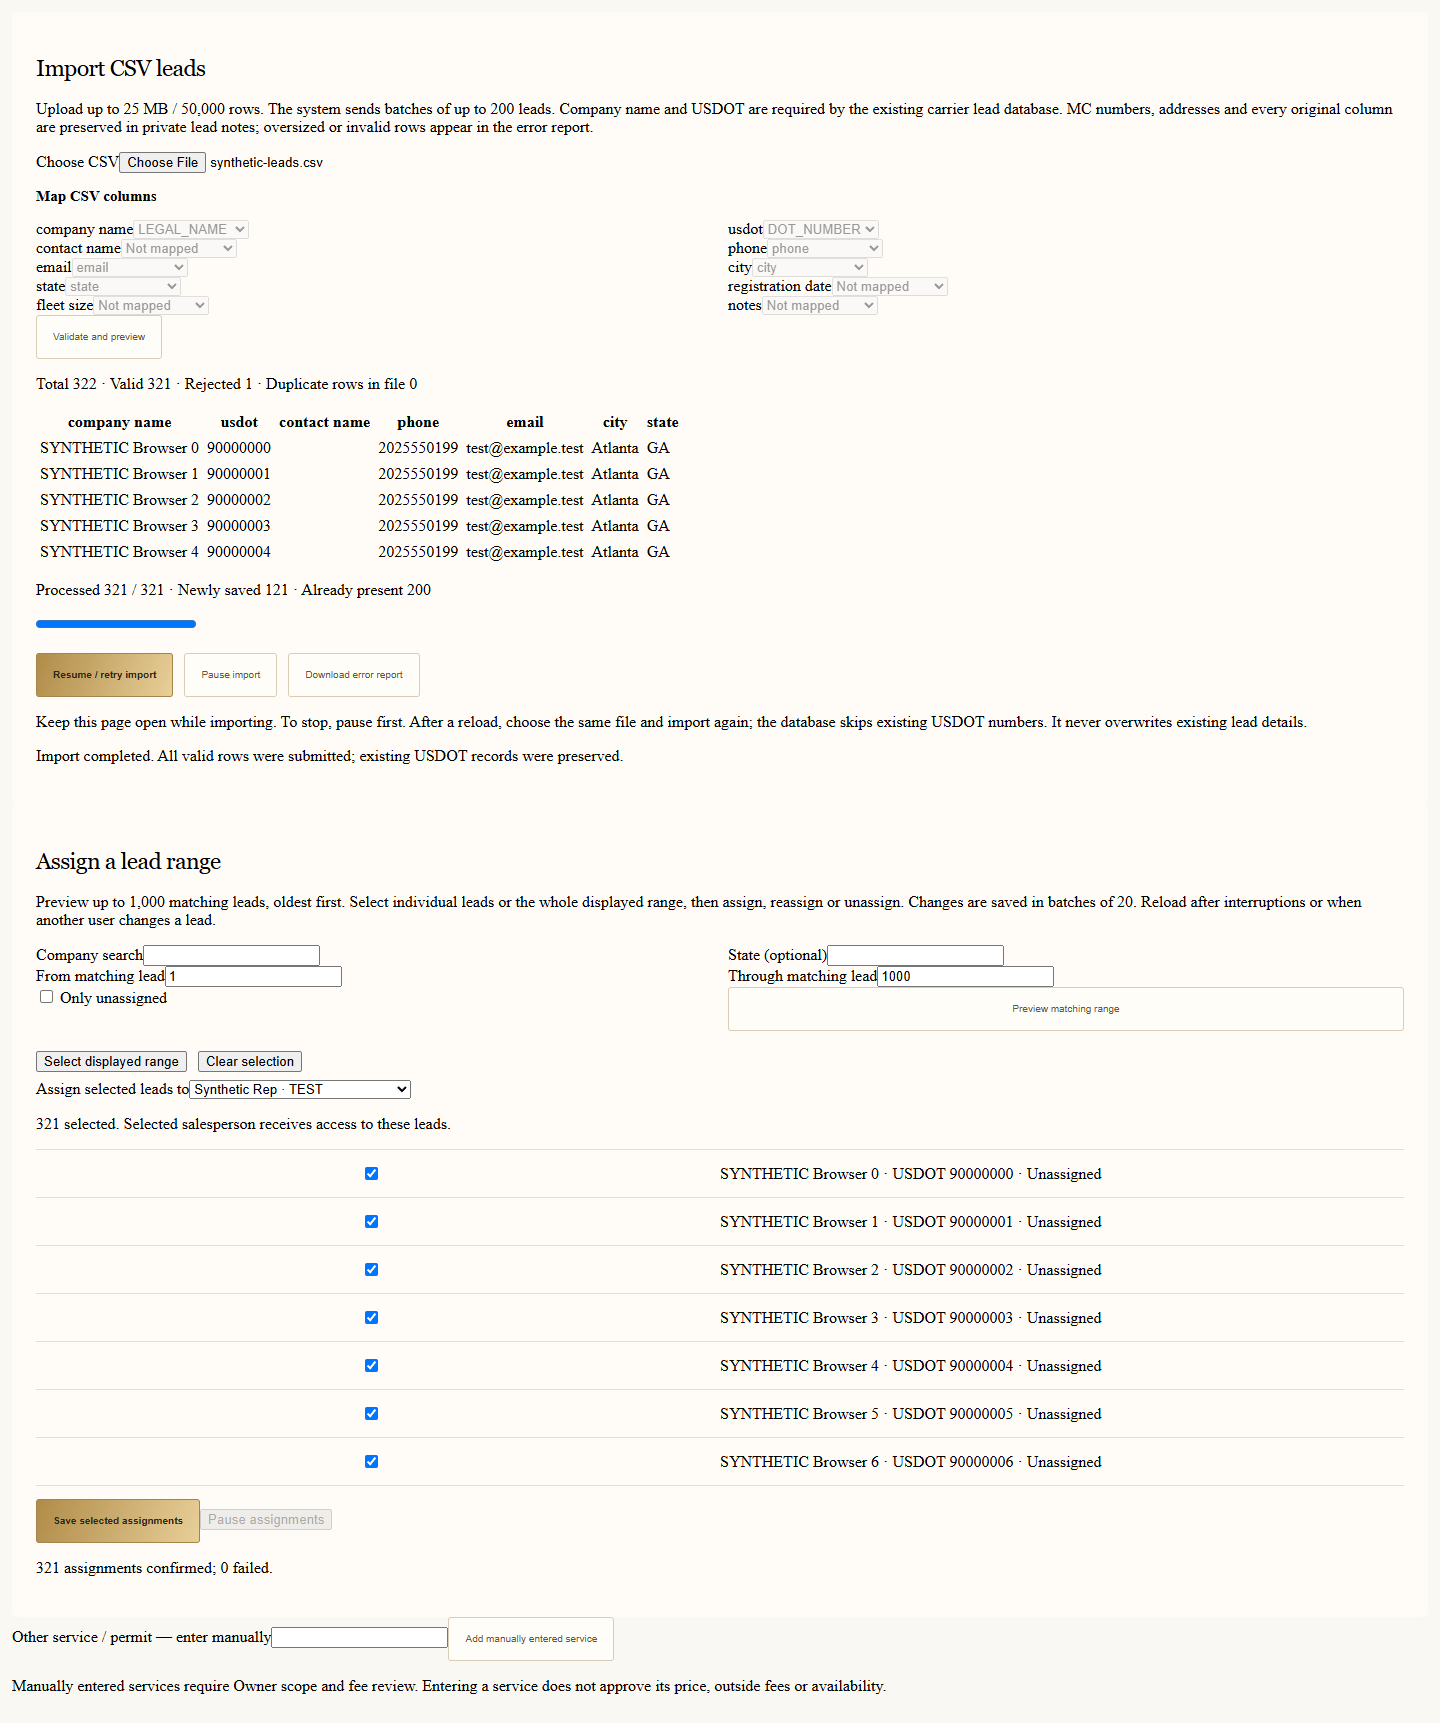 Import CSV leads
Upload up to 25 MB / 50,000 rows. The system sends batches of up to 200 leads. Company name and USDOT are required by the existing carrier lead database. MC numbers, addresses and every original column
are preserved in private lead notes; oversized or invalid rows appear in the error report.
Choose CSV Choose File synthetic-leads.csv
Map CSV columns
company name LEGAL_NAME usdot DOT_NUMBER
contact name Not mapped phone phone
email email city city
state state registration date Not mapped
fleet size Not mapped notes Not mapped
Validate and preview
Total 322 · Valid 321 · Rejected 1 · Duplicate rows in file 0
company name usdot contact name phone email city state
SYNTHETIC Browser 0 90000000 2025550199 test@example.test Atlanta GA
SYNTHETIC Browser 1 90000001 2025550199 test@example.test Atlanta GA
SYNTHETIC Browser 2 90000002 2025550199 test@example.test Atlanta GA
SYNTHETIC Browser 3 90000003 2025550199 test@example.test Atlanta GA
SYNTHETIC Browser 4 90000004 2025550199 test@example.test Atlanta GA
Processed 321 / 321 · Newly saved 121 · Already present 200
Resume / retry import Pause import Download error report
Keep this page open while importing. To stop, pause first. After a reload, choose the same file and import again; the database skips existing USDOT numbers. It never overwrites existing lead details.
Import completed. All valid rows were submitted; existing USDOT records were preserved.
Assign a lead range
Preview up to 1,000 matching leads, oldest first. Select individual leads or the whole displayed range, then assign, reassign or unassign. Changes are saved in batches of 20. Reload after interruptions or when
another user changes a lead.
Company search State (optional)
From matching lead 1 Through matching lead 1000
Only unassigned Preview matching range
Select displayed range Clear selection
Assign selected leads to Synthetic Rep · TEST
321 selected. Selected salesperson receives access to these leads.
SYNTHETIC Browser 0 · USDOT 90000000 · Unassigned
SYNTHETIC Browser 1 · USDOT 90000001 · Unassigned
SYNTHETIC Browser 2 · USDOT 90000002 · Unassigned
SYNTHETIC Browser 3 · USDOT 90000003 · Unassigned
SYNTHETIC Browser 4 · USDOT 90000004 · Unassigned
SYNTHETIC Browser 5 · USDOT 90000005 · Unassigned
SYNTHETIC Browser 6 · USDOT 90000006 · Unassigned
Save selected assignments Pause assignments
321 assignments confirmed; 0 failed.
Other service / permit — enter manually Add manually entered service
Manually entered services require Owner scope and fee review. Entering a service does not approve its price, outside fees or availability.